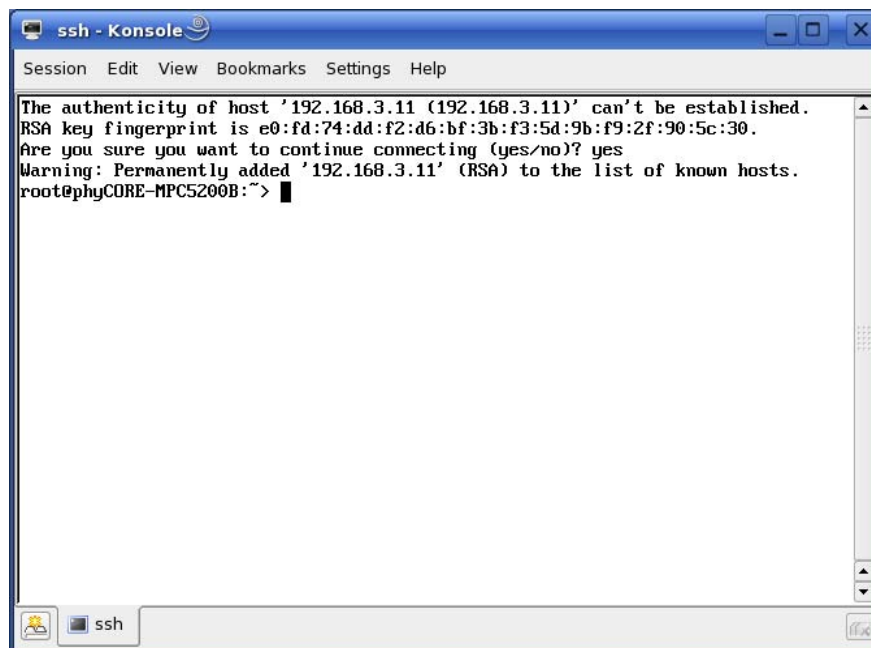 ssh - Konsole
Session Edit View Bookmarks Settings Help
The authenticity of host '192.168.3.11 (192.168.3.11)' can't be established.
RSA key fingerprint is e0:fd:74:dd:f2:d6:bf:3b:f3:5d:9b:f9:2f:90:5c:30.
Are you sure you want to continue connecting (yes/no)? yes
Warning: Permanently added '192.168.3.11' (RSA) to the list of known hosts.
root@phyCORE-MPC5200B:~>
ssh